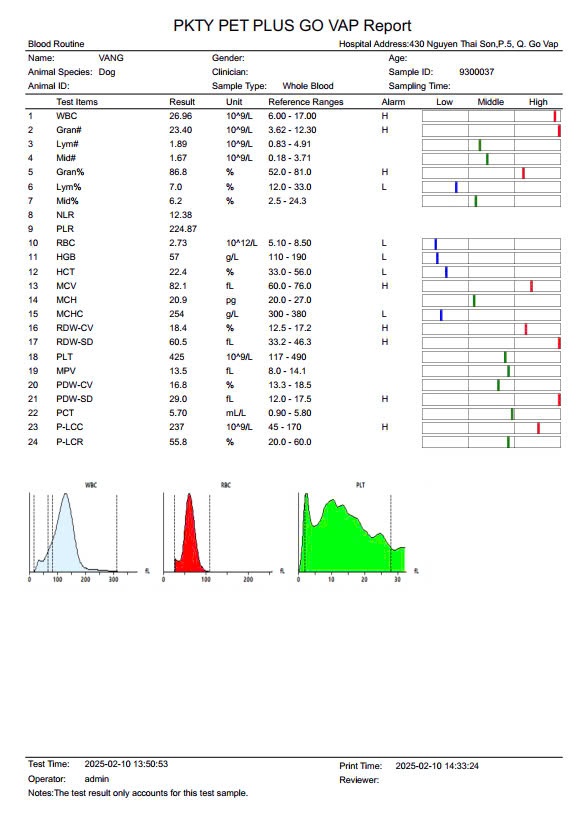 PKTY PET PLUS GO VAP Report
Blood Routine Hospital Address:430 Nguyen Thai Son,P.5, Q. Go Vap
Name: VANG Gender: Age:
Animal Species: Dog Clinician: Sample ID: 9300037
Animal ID: Sample Type: Whole Blood Sampling Time:
Test Items Result Unit Reference Ranges Alarm Low Middle High
1 WBC 26.96 10^9/L 6.00 - 17.00 H
2 Gran# 23.40 10^9/L 3.62 - 12.30 H
3 Lym# 1.89 10^9/L 0.83 - 4.91
4 Mid# 1.67 10^9/L 0.18 - 3.71
5 Gran% 86.8 % 52.0 - 81.0 H
6 Lym% 7.0 % 12.0 - 33.0 L
7 Mid% 6.2 % 2.5 - 24.3
8 NLR 12.38
9 PLR 224.87
10 RBC 2.73 10^12/L 5.10 - 8.50 L
11 HGB 57 g/L 110 - 190 L
12 HCT 22.4 % 33.0 - 56.0 L
13 MCV 82.1 fL 60.0 - 76.0 H
14 MCH 20.9 pg 20.0 - 27.0
15 MCHC 254 g/L 300 - 380 L
16 RDW-CV 18.4 % 12.5 - 17.2 H
17 RDW-SD 60.5 fL 33.2 - 46.3 H
18 PLT 425 10^9/L 117 - 490
19 MPV 13.5 fL 8.0 - 14.1
20 PDW-CV 16.8 % 13.3 - 18.5
21 PDW-SD 29.0 fL 12.0 - 17.5 H
22 PCT 5.70 mL/L 0.90 - 5.80
23 P-LCC 237 10^9/L 45 - 170 H
24 P-LCR 55.8 % 20.0 - 60.0
WBC RBC PLT
0 100 200 300 fL 0 100 200 fL 0 10 20 30 fL
Test Time: 2025-02-10 13:50:53 Print Time: 2025-02-10 14:33:24
Operator: admin Reviewer:
Notes:The test result only accounts for this test sample.